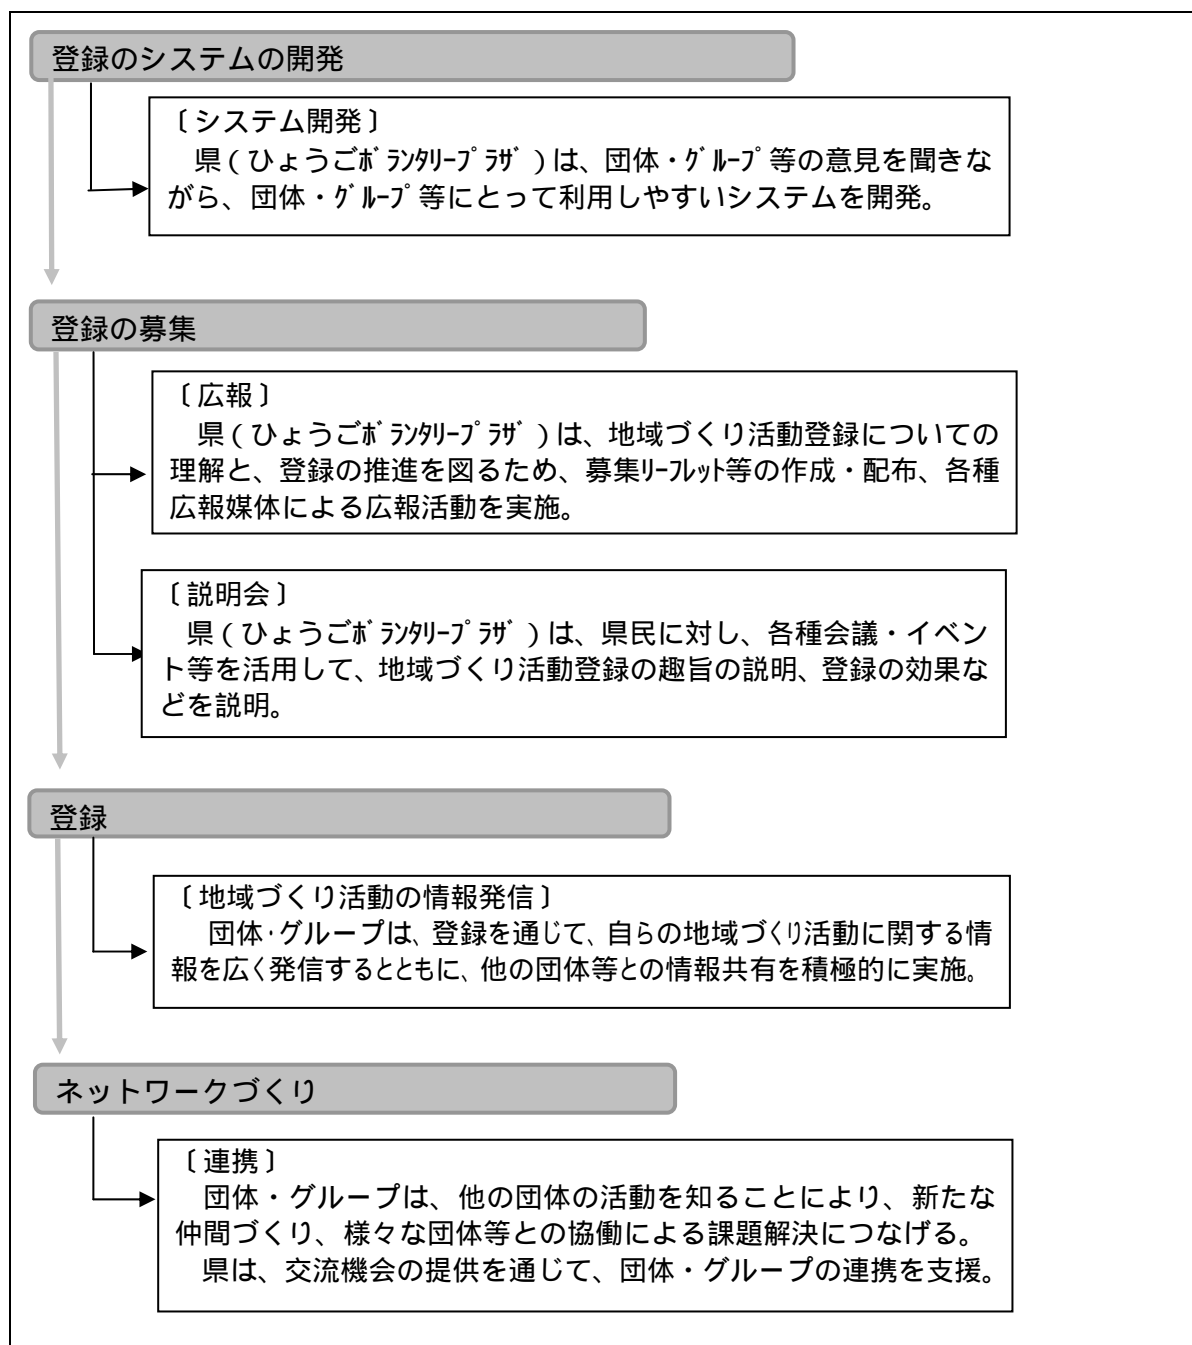 登録のシステムの開発
〔システム開発〕
県(ひょうごﾎﾞﾗﾝﾀﾘｰﾌﾟﾗｻﾞ)は、団体・ｸﾞﾙｰﾌﾟ等の意見を聞きな
がら、団体・ｸﾞﾙｰﾌﾟ等にとって利用しやすいシステムを開発。
登録の募集
〔広報〕
県(ひょうごﾎﾞﾗﾝﾀﾘｰﾌﾟﾗｻﾞ)は、地域づくり活動登録についての
理解と、登録の推進を図るため、募集ﾘｰﾌﾚｯﾄ等の作成・配布、各種
広報媒体による広報活動を実施。
〔説明会〕
県(ひょうごﾎﾞﾗﾝﾀﾘｰﾌﾟﾗｻﾞ)は、県民に対し、各種会議・イベン
ト等を活用して、地域づくり活動登録の趣旨の説明、登録の効果な
どを説明。
登録
〔地域づくり活動の情報発信〕
団体・グループは、登録を通じて、自らの地域づくり活動に関する情
報を広く発信するとともに、他の団体等との情報共有を積極的に実施。
ネットワークづくり
〔連携〕
団体・グループは、他の団体の活動を知ることにより、新たな
仲間づくり、様々な団体等との協働による課題解決につなげる。
県は、交流機会の提供を通じて、団体・グループの連携を支援。